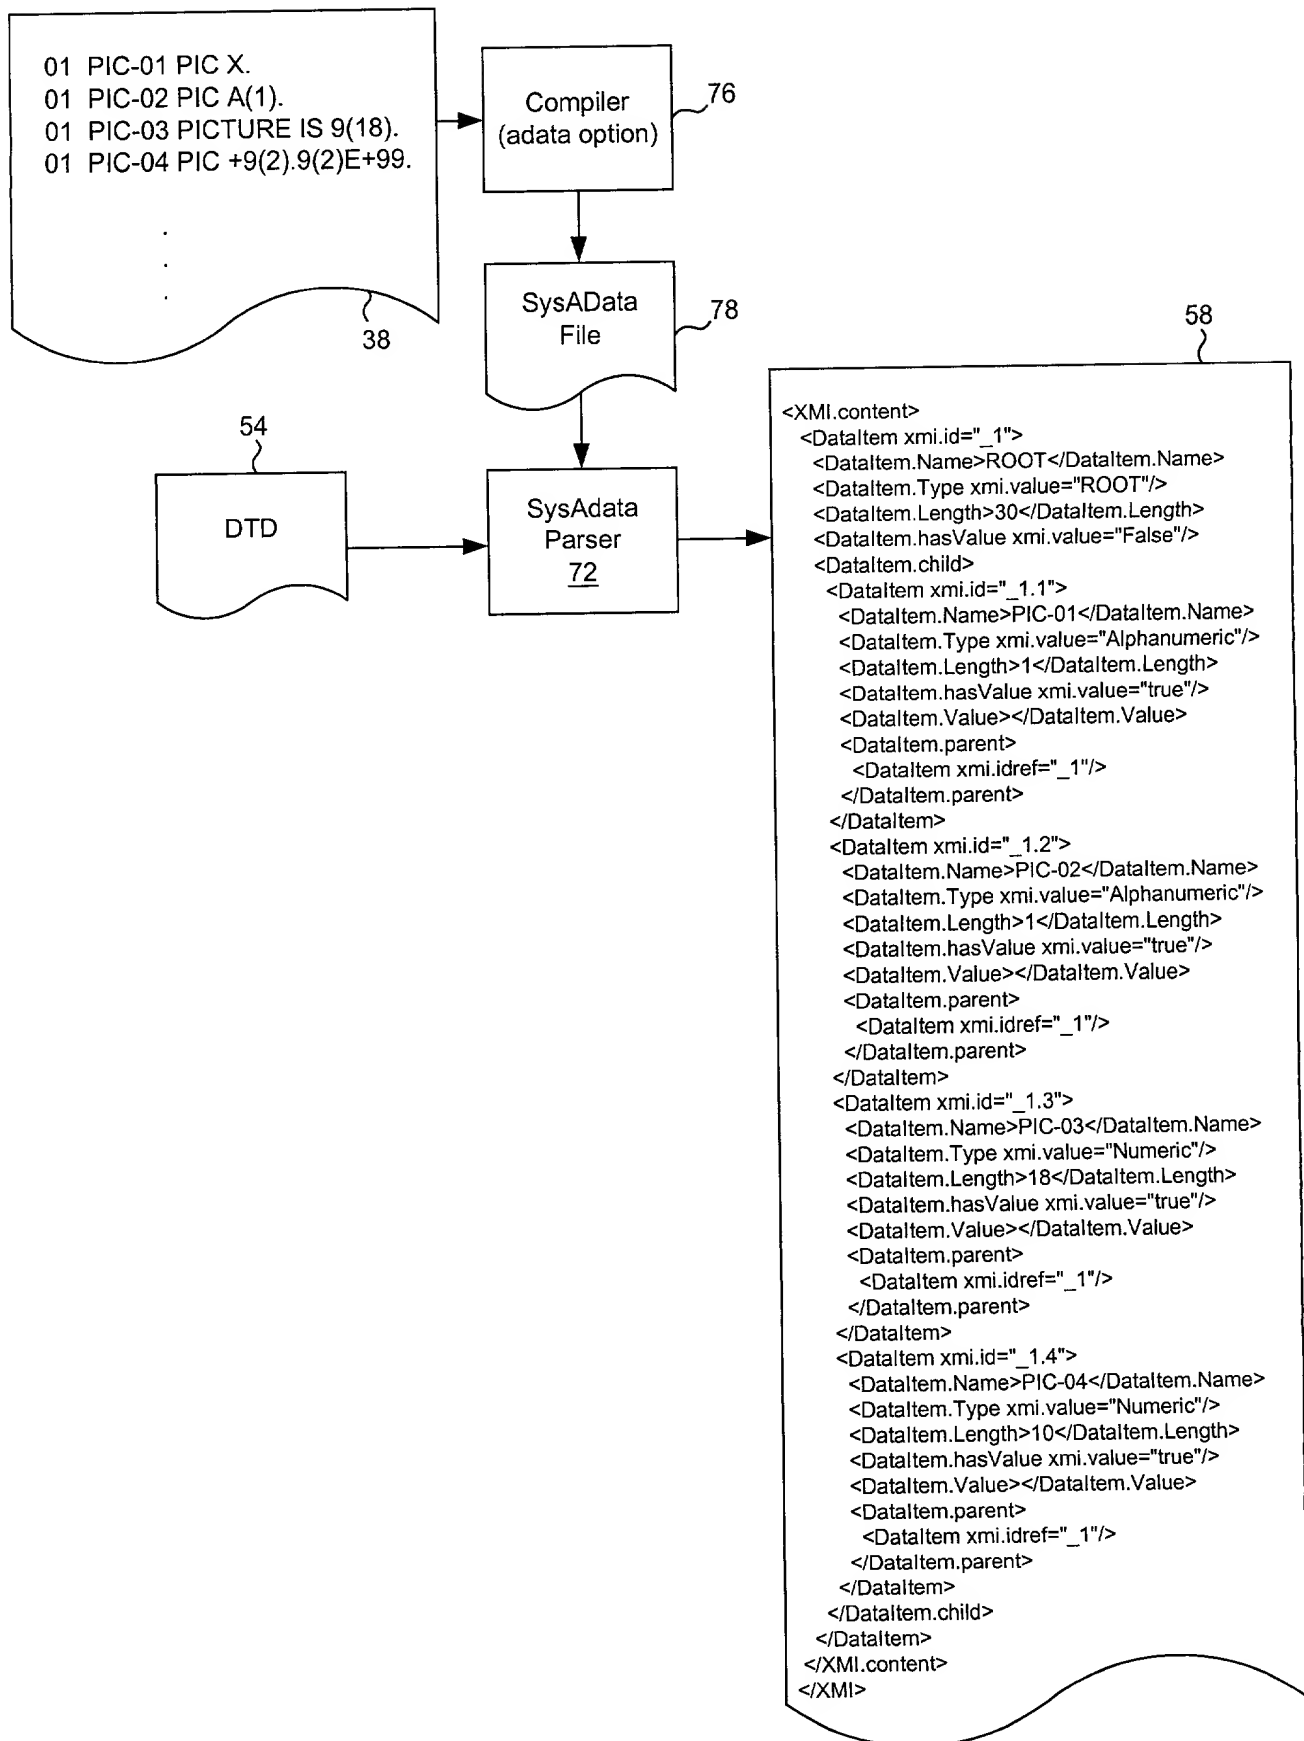 01 PIC-01 PIC X.
01 PIC-02 PIC A(1).
01 PIC-03 PICTURE IS 9(18).
01 PIC-04 PIC +9(2).9(2)E+99.
.
.
.
38
Compiler
(adata option)
76
SysAData
File
78
54
DTD
SysAdata
Parser
72
58
<XMI.content>
<DataItem xmi.id="_1">
<DataItem.Name>ROOT</DataItem.Name>
<DataItem.Type xmi.value="ROOT"/>
<DataItem.Length>30</DataItem.Length>
<DataItem.hasValue xmi.value="False"/>
<DataItem.child>
<DataItem xmi.id="_1.1">
<DataItem.Name>PIC-01</DataItem.Name>
<DataItem.Type xmi.value="Alphanumeric"/>
<DataItem.Length>1</DataItem.Length>
<DataItem.hasValue xmi.value="true"/>
<DataItem.Value></DataItem.Value>
<DataItem.parent>
<DataItem xmi.idref="_1"/>
</DataItem.parent>
</DataItem>
<DataItem xmi.id="_1.2">
<DataItem.Name>PIC-02</DataItem.Name>
<DataItem.Type xmi.value="Alphanumeric"/>
<DataItem.Length>1</DataItem.Length>
<DataItem.hasValue xmi.value="true"/>
<DataItem.Value></DataItem.Value>
<DataItem.parent>
<DataItem xmi.idref="_1"/>
</DataItem.parent>
</DataItem>
<DataItem xmi.id="_1.3">
<DataItem.Name>PIC-03</DataItem.Name>
<DataItem.Type xmi.value="Numeric"/>
<DataItem.Length>18</DataItem.Length>
<DataItem.hasValue xmi.value="true"/>
<DataItem.Value></DataItem.Value>
<DataItem.parent>
<DataItem xmi.idref="_1"/>
</DataItem.parent>
</DataItem>
<DataItem xmi.id="_1.4">
<DataItem.Name>PIC-04</DataItem.Name>
<DataItem.Type xmi.value="Numeric"/>
<DataItem.Length>10</DataItem.Length>
<DataItem.hasValue xmi.value="true"/>
<DataItem.Value></DataItem.Value>
<DataItem.parent>
<DataItem xmi.idref="_1"/>
</DataItem.parent>
</DataItem>
</DataItem.child>
</DataItem>
</XMI.content>
</XMI>